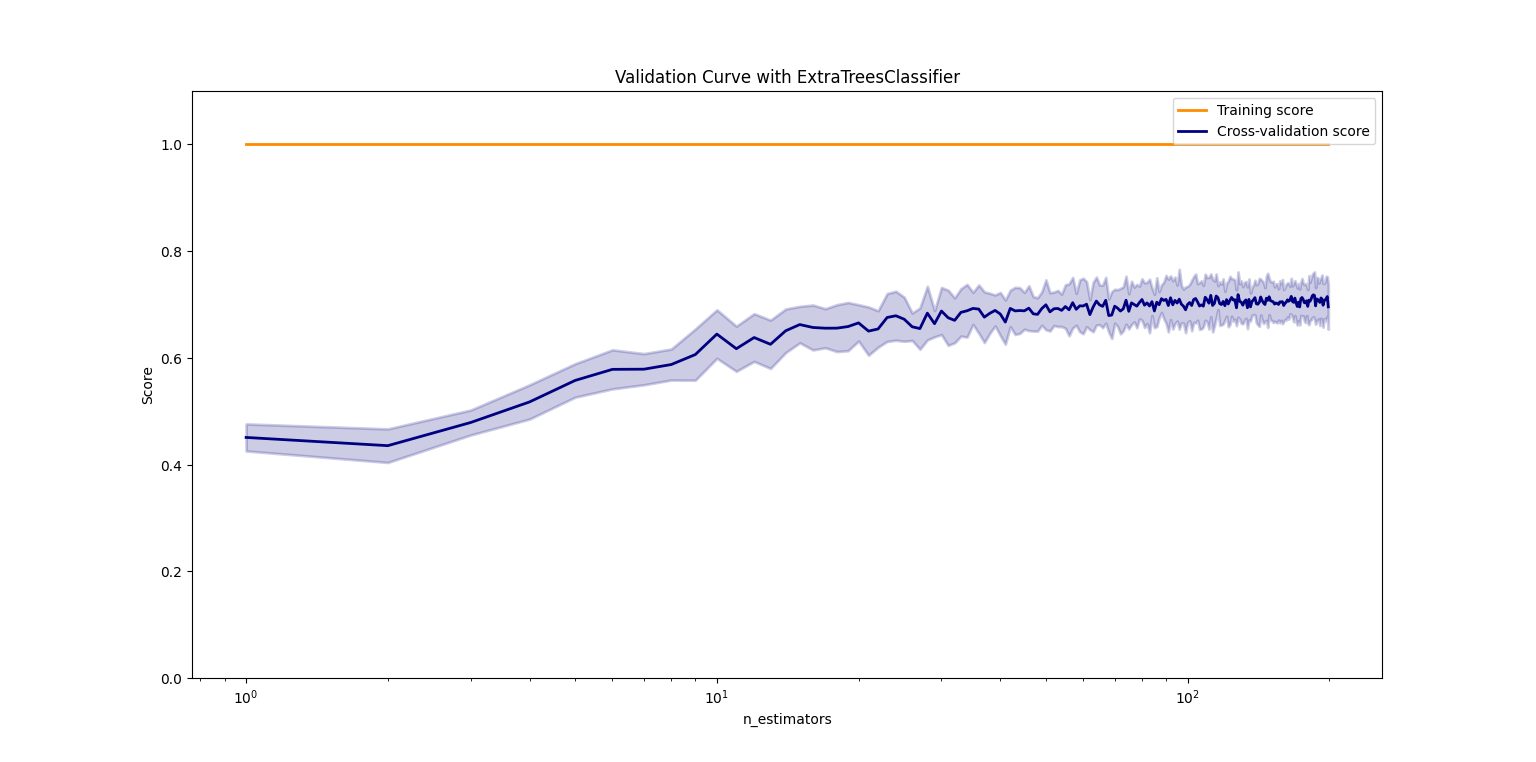 Validation Curve with ExtraTreesClassifier
Training score
Cross-validation score
1.0
0.8
0.6
0.4
0.2
0.0
Score
10⁰
10¹
10²
n_estimators